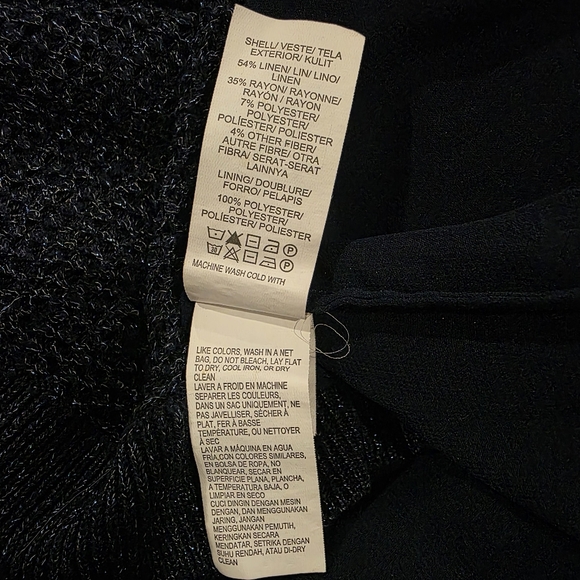 SHELL/ VESTE/ TELA
EXTERIOR/ KULIT
54% LINEN/ LIN/ LINO/
LINEN
35% RAYON/ RAYONNE/
RAYÓN / RAYON
7% POLYESTER/
POLYESTER/
POLIÉSTER/ POLIESTER
4% OTHER FIBER/
AUTRE FIBRE/ OTRA
FIBRA/ SERAT-SERAT
LAINNYA
LINING/ DOUBLURE/
FORRO/ PELAPIS
100% POLYESTER/
POLYESTER/
POLIÉSTER/ POLIESTER
30
MACHINE WASH COLD WITH
LIKE COLORS, WASH IN A NET
BAG, DO NOT BLEACH, LAY FLAT
TO DRY, COOL IRON, OR DRY
CLEAN
LAVER A FROID EN MACHINE
SEPARER LES COULEURS,
DANS UN SAC UNIQUEMENT, NE
PAS JAVELLISER, SÉCHER À
PLAT, FER À BASSE
TEMPÉRATURE, OU NETTOYER
À SEC
LAVAR A MÁQUINA EN AGUA
FRÍA,CON COLORES SIMILARES,
EN BOLSA DE ROPA, NO
BLANQUEAR, SECAR EN
SUPERFICIE PLANA, PLANCHA,
A TEMPERATURA BAJA, O
LIMPIAR EN SECO
CUCI DINGIN DENGAN MESIN
DENGAN, DAN MENGGUNAKAN
JARING, JANGAN
MENGGUNAKAN PEMUTIH,
KERINGKAN SECARA
MENDATAR, SETRIKA DENGAN
SUHU RENDAH, ATAU DI-DRY
CLEAN